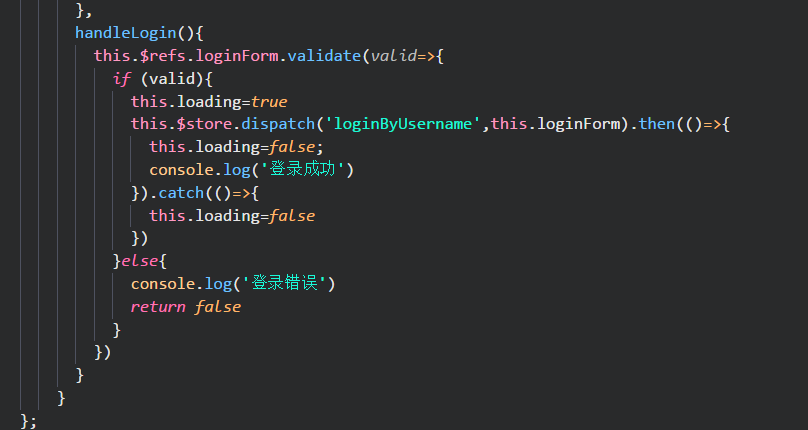 },
handleLogin(){
this.$refs.loginForm.validate(valid=>{
if (valid){
this.loading=true
this.$store.dispatch('loginByUsername',this.loginForm).then(()=>{
this.loading=false;
console.log('登录成功')
}).catch(()=>{
this.loading=false
})
}else{
console.log('登录错误')
return false
}
})
}
}
};